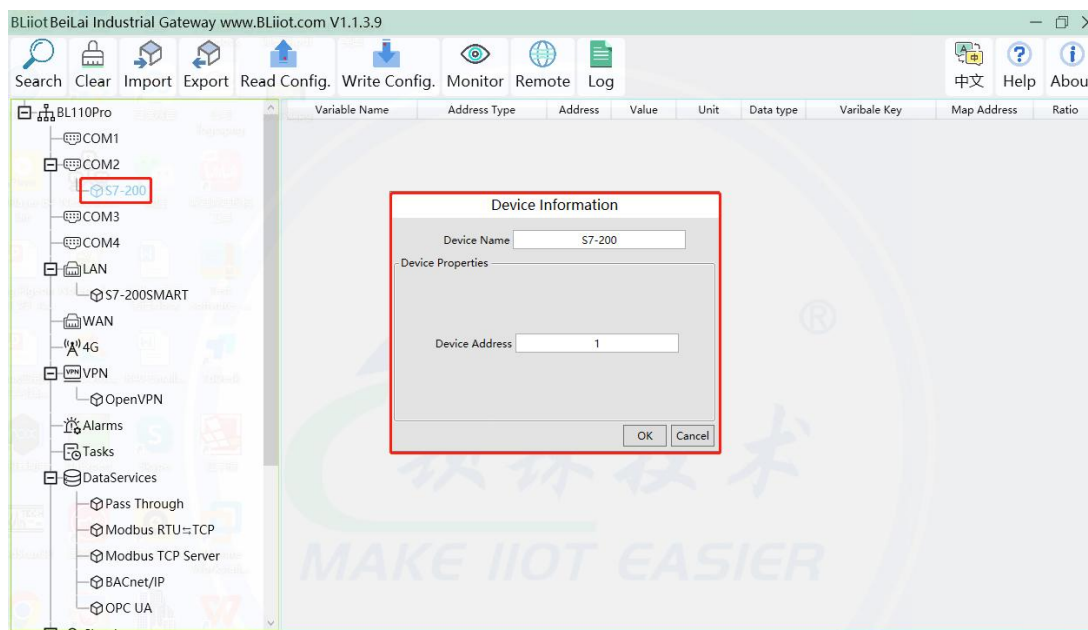 BLiiot BeiLai Industrial Gateway www.BLiiot.com V1.1.3.9
Search Clear Import Export Read Config. Write Config. Monitor Remote Log 中文 Help Abou
Variable Name Address Type Address Value Unit Data type Varibale Key Map Address Ratio
BL110Pro
COM1
COM2
S7-200
COM3
COM4
LAN
S7-200SMART
WAN
4G
VPN
OpenVPN
Alarms
Tasks
DataServices
Pass Through
Modbus RTU⇆TCP
Modbus TCP Server
BACnet/IP
OPC UA
Device Information
Device Name S7-200
Device Properties
Device Address 1
OK Cancel
®
技术
MAKE IIOT EASIER